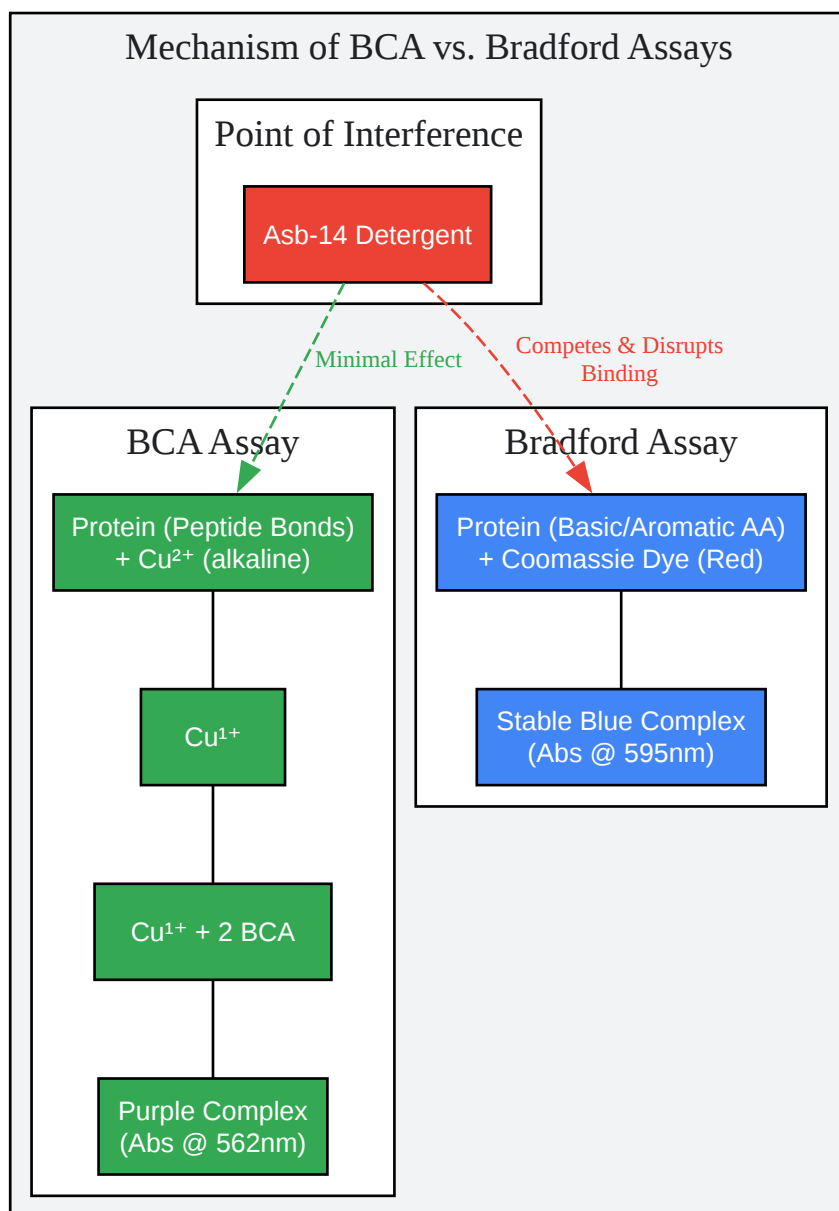 Mechanism of BCA vs. Bradford Assays
Point of Interference
Asb-14 Detergent
Minimal Effect
Competes & Disrupts
Binding
BCA Assay
Protein (Peptide Bonds)
+ Cu²⁺ (alkaline)
Cu¹⁺
Cu¹⁺ + 2 BCA
Purple Complex
(Abs @ 562nm)
Bradford Assay
Protein (Basic/Aromatic AA)
+ Coomassie Dye (Red)
Stable Blue Complex
(Abs @ 595nm)